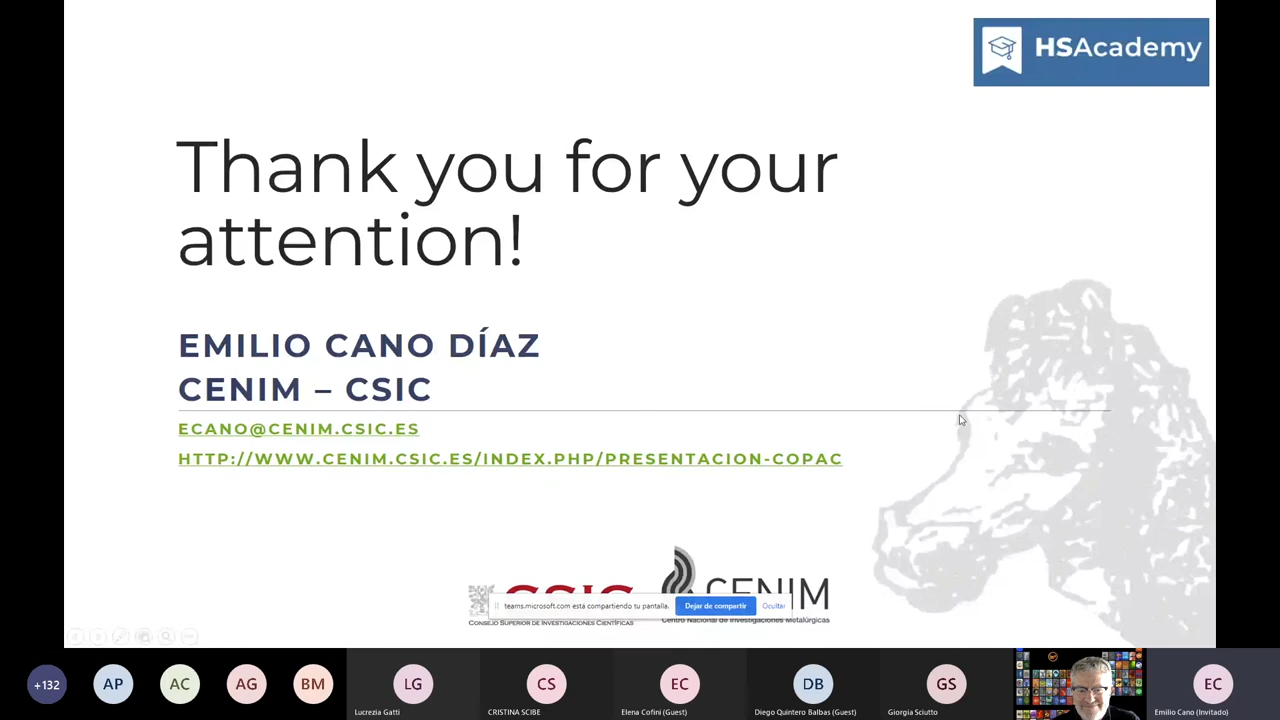 HSAcademy
Thank you for your
attention!
EMILIO CANO DÍAZ
CENIM – CSIC
ECANO@CENIM.CSIC.ES
HTTP://WWW.CENIM.CSIC.ES/INDEX.PHP/PRESENTACION-COPAC
CSIC
CENIM
teams.microsoft.com está compartiendo tu pantalla.
Dejar de compartir
Ocultar
CONSEJO SUPERIOR DE INVESTIGACIONES CIENTÍFICAS
Centro Nacional de Investigaciones Metalúrgicas
+132
AP
AC
AG
BM
LG
CS
EC
DB
GS
EC
Lucrezia Gatti
CRISTINA SCIBE
Elena Cofini (Guest)
Diego Quintero Balbas (Guest)
Giorgia Sciutto
Emilio Cano (Invitado)